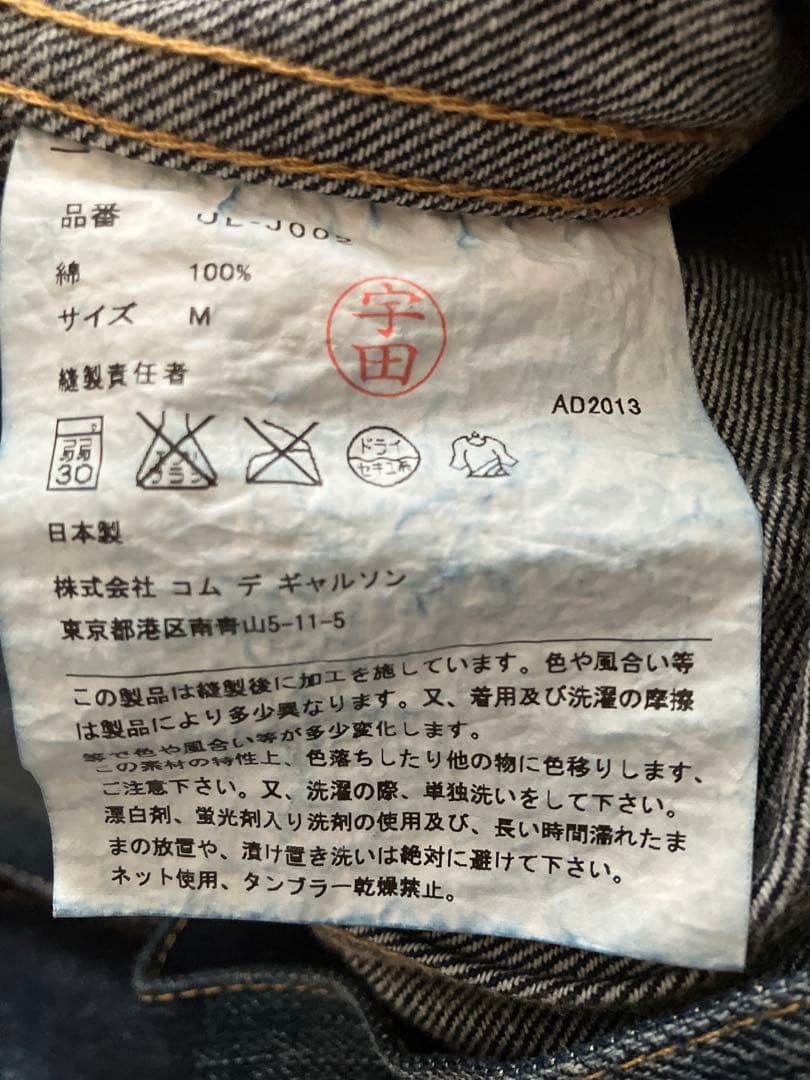 品番
綿 100%
サイズ M
宇
田
縫製責任者
AD2013
弱
30
エンソ
サラシ
ドライ
セキユ系
日本製
株式会社 コム デ ギャルソン
東京都港区南青山5-11-5
この製品は縫製後に加工を施しています。色や風合い等
は製品により多少異なります。又、着用及び洗濯の摩擦
等で色や風合い等が多少変化します。
この素材の特性上、色落ちしたり他の物に色移りします、
ご注意下さい。又、洗濯の際、単独洗いをして下さい。
漂白剤、蛍光剤入り洗剤の使用及び、長い時間濡れたま
まの放置や、漬け置き洗いは絶対に避けて下さい。
ネット使用、タンブラー乾燥禁止。